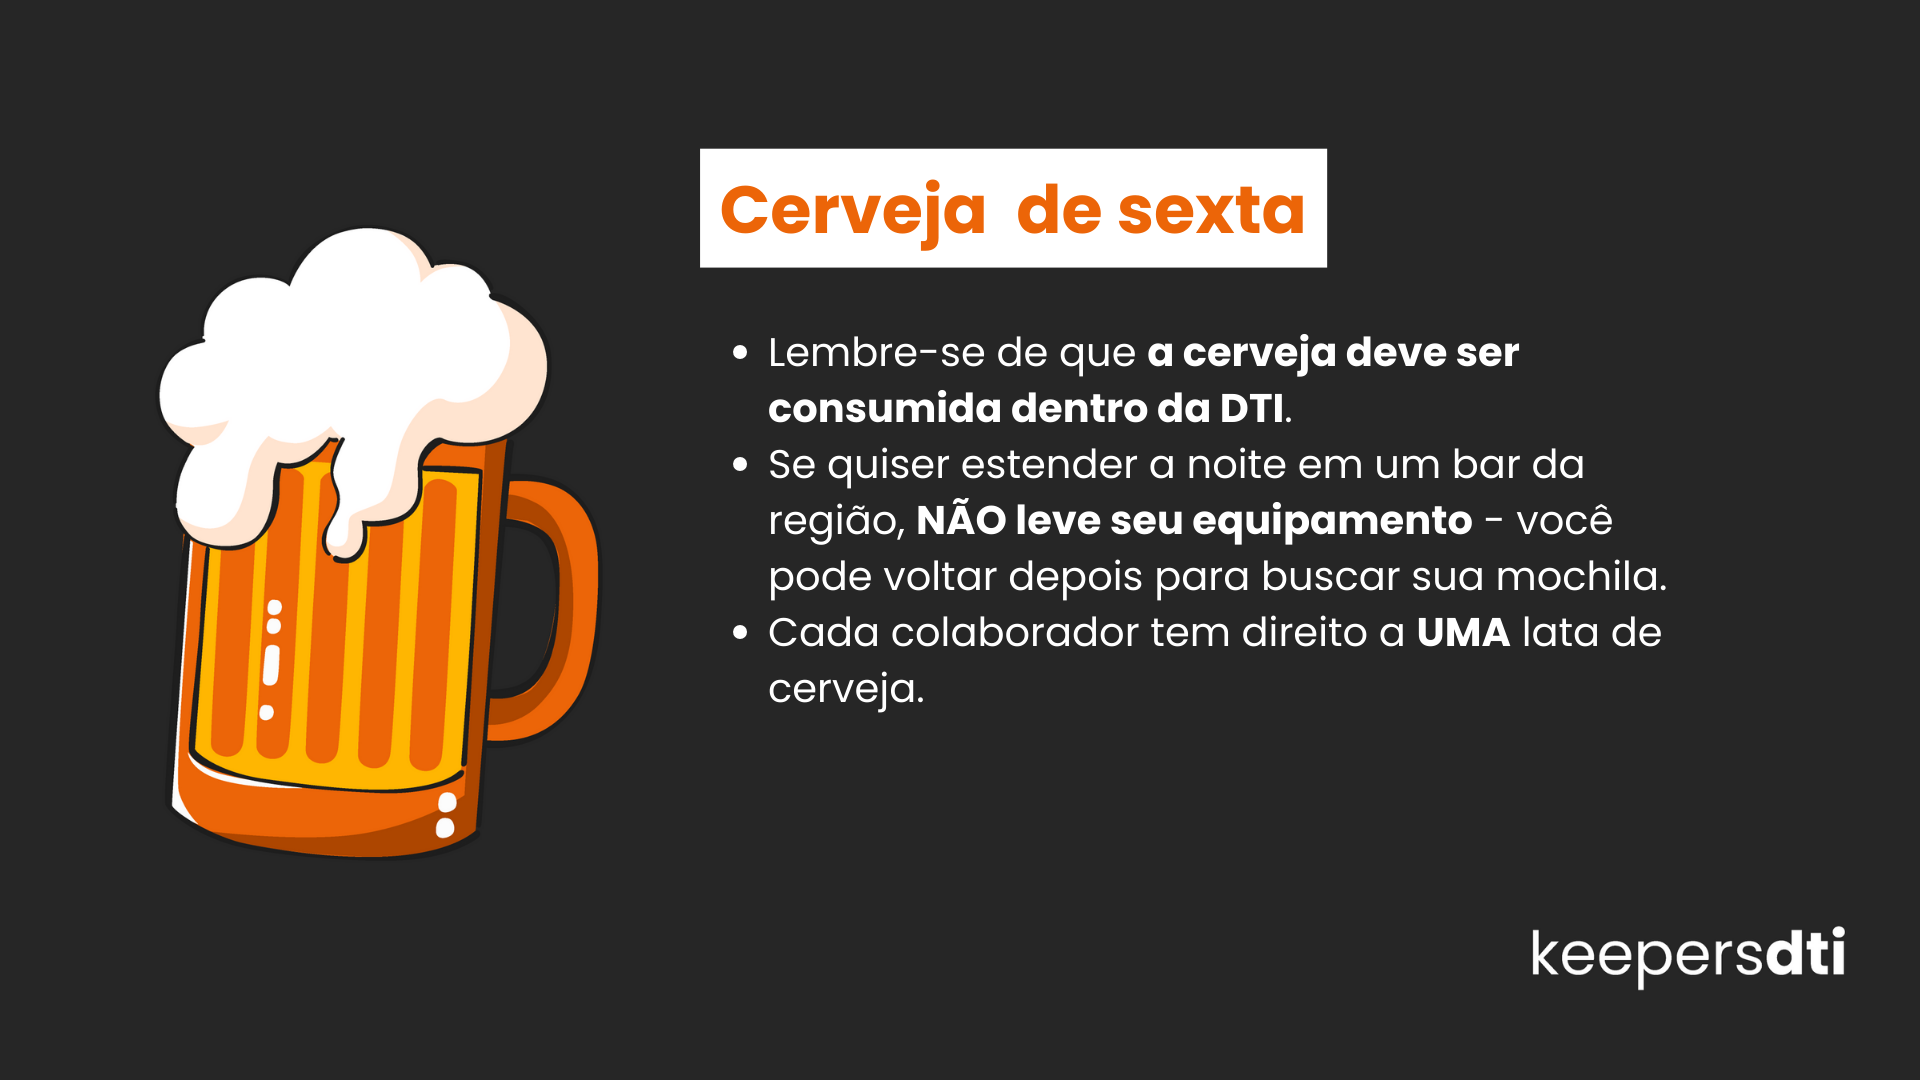 Cerveja de sexta
• Lembre-se de que a cerveja deve ser
consumida dentro da DTI.
• Se quiser estender a noite em um bar da
região, NÃO leve seu equipamento - você
pode voltar depois para buscar sua mochila.
• Cada colaborador tem direito a UMA lata de
cerveja.
keepersdti